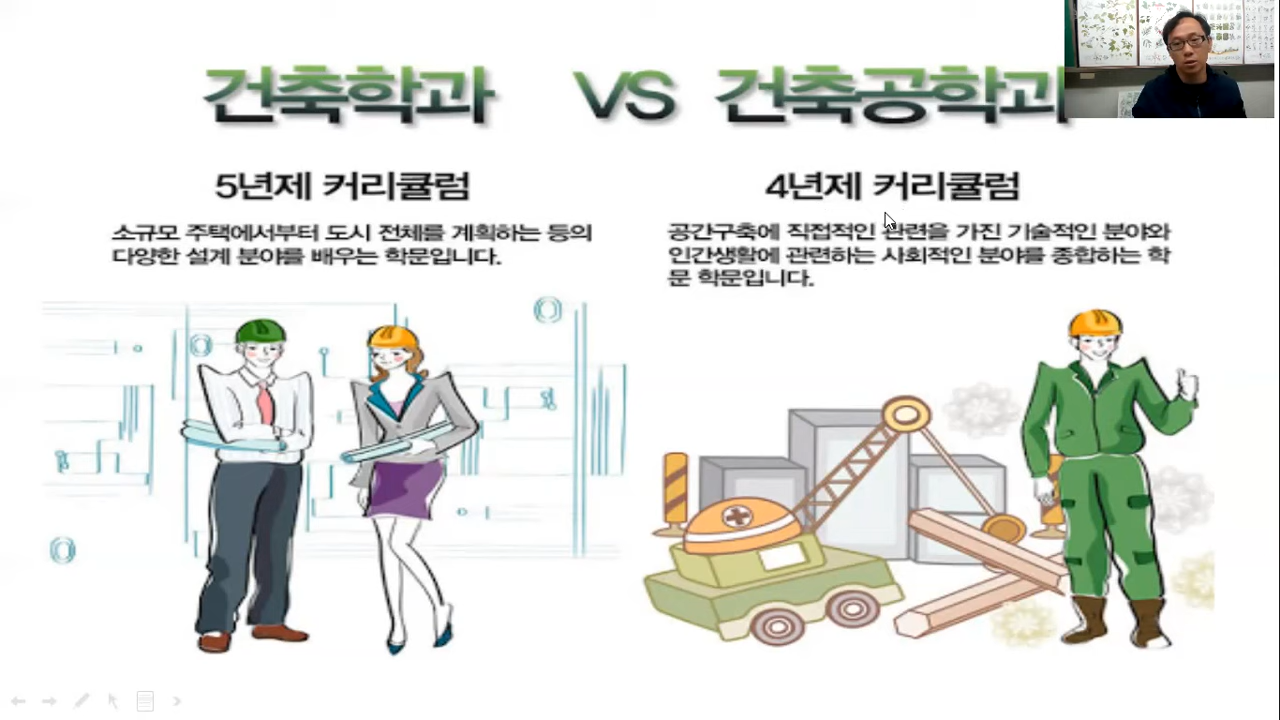 건축학과 VS 건축공학과
5년제 커리큘럼
소규모 주택에서부터 도시 전체를 계획하는 등의
다양한 설계 분야를 배우는 학문입니다.
4년제 커리큘럼
공간구축에 직접적인 관련을 가진 기술적인 분야와
인간생활에 관련하는 사회적인 분야를 종합하는 학
문 학문입니다.